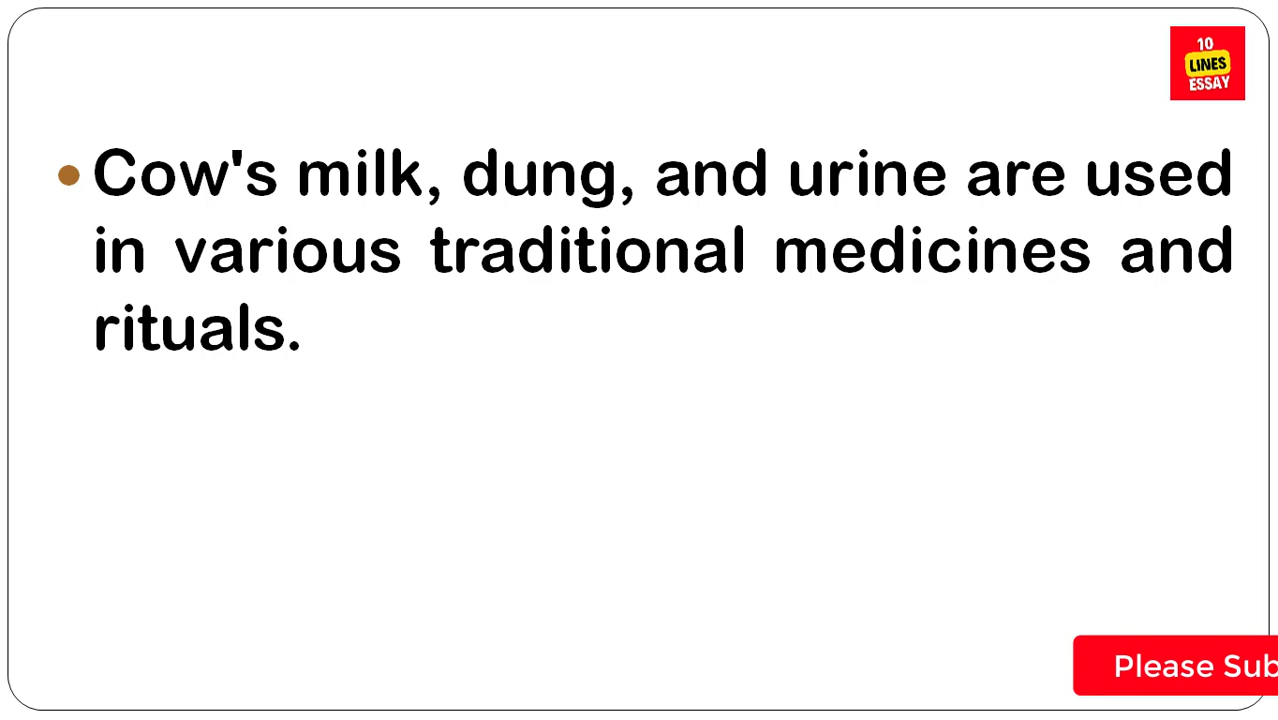 10
LINES
ESSAY
Cow's milk, dung, and urine are used
in various traditional medicines and
rituals.
Please Sub